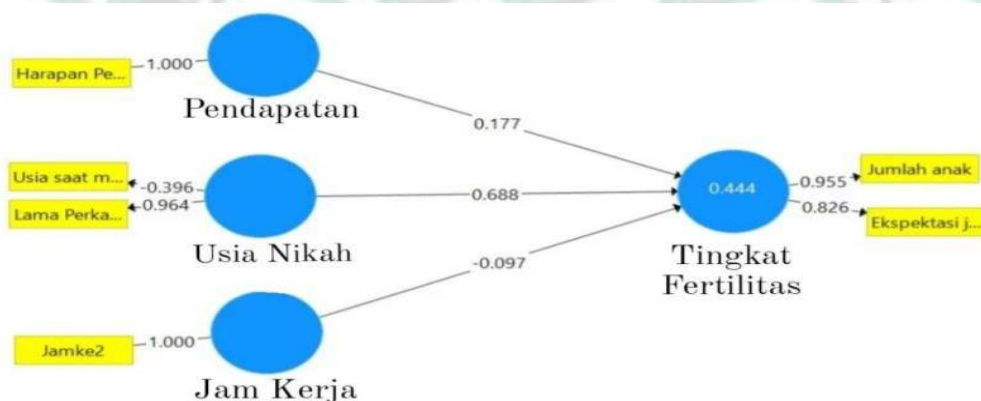 Harapan Pe...
1.000
Pendapatan
0.177
Usia saat m...
-0.396
Lama Perka...
0.964
Usia Nikah
0.688
0.444
0.955
Jumlah anak
0.826
Ekspektasi j...
Tingkat
Fertilitas
-0.097
Jamke2
1.000
Jam Kerja